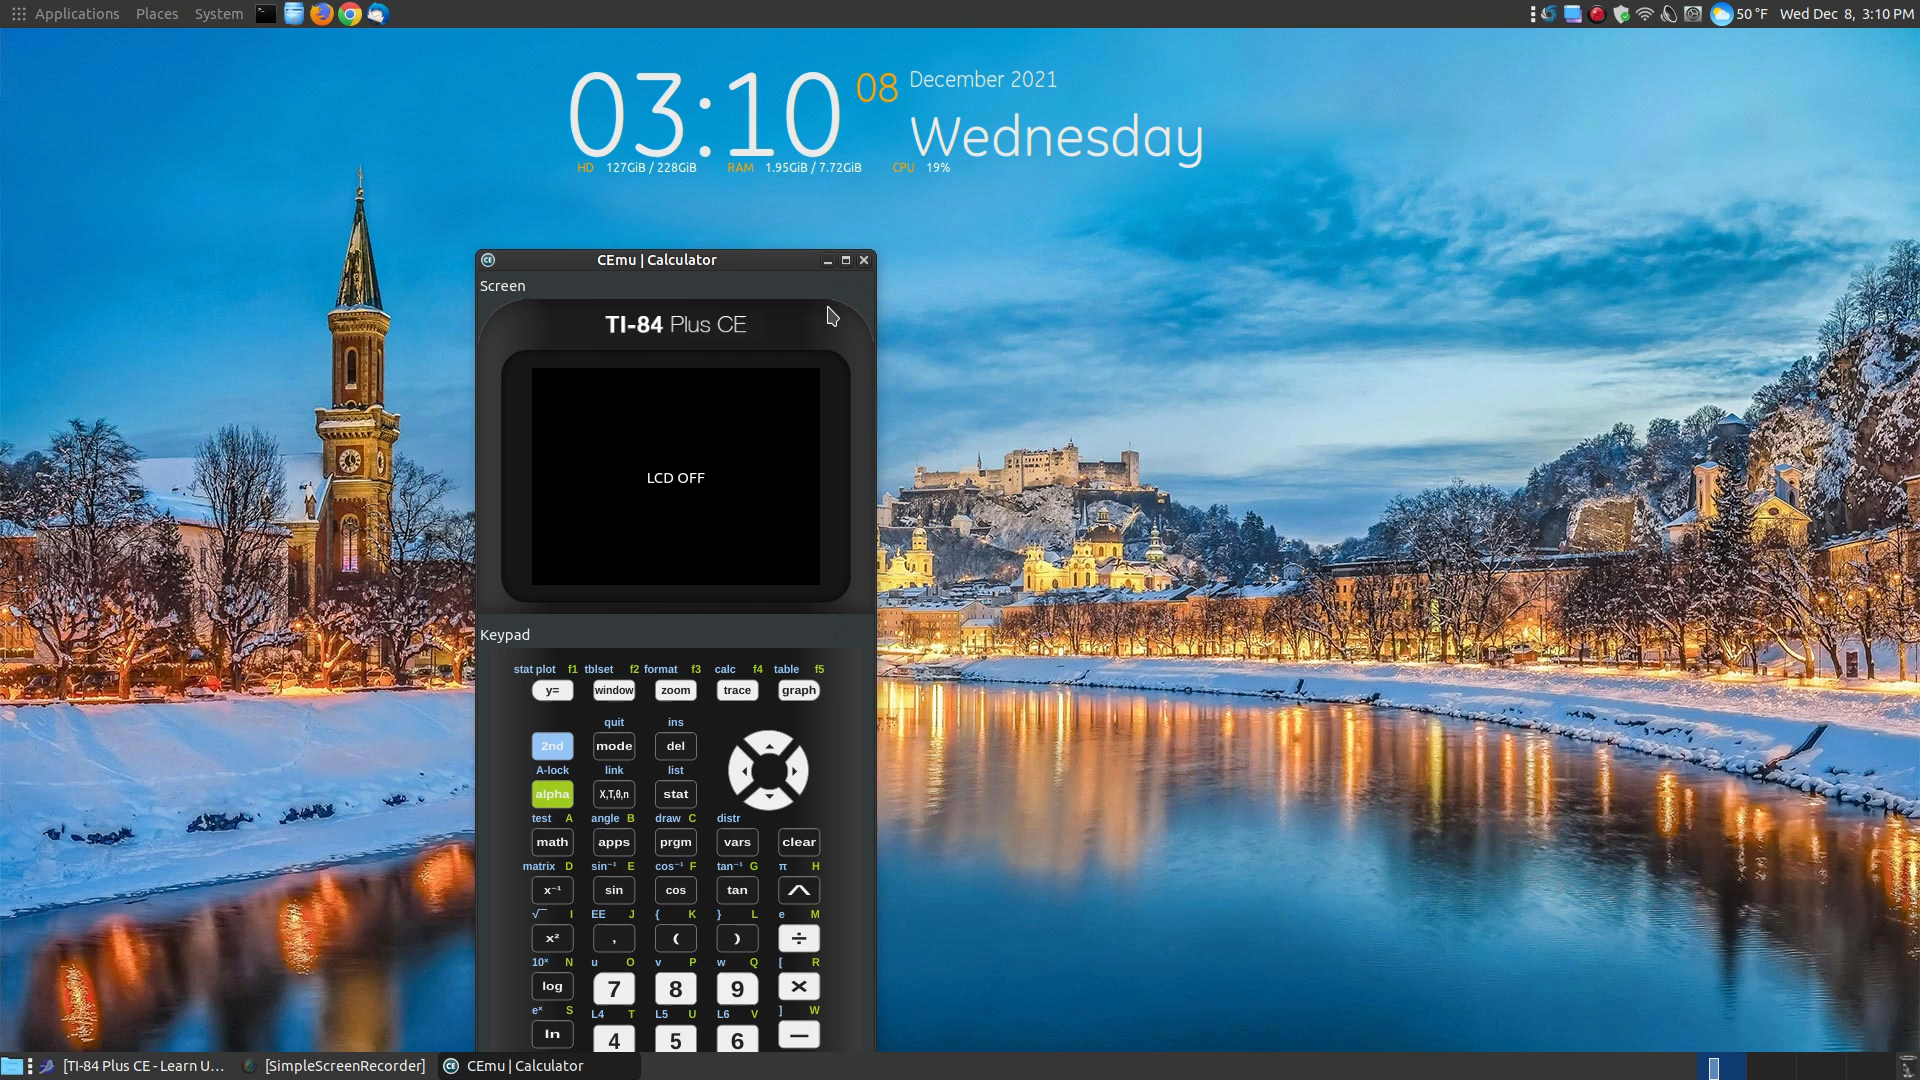 Applications Places System
50 °F Wed Dec 8, 3:10 PM
03:10 08 December 2021
Wednesday
HD 127GiB / 228GiB RAM 1.95GiB / 7.72GiB CPU 19%
CEmu | Calculator
Screen
TI-84 Plus CE
LCD OFF
Keypad
stat plot f1 tblset f2 format f3 calc f4 table f5
y= window zoom trace graph
quit ins
2nd mode del
A-lock link list
alpha X,T,θ,n stat
test A angle B draw C distr
math apps prgm vars clear
matrix D sin⁻¹ E cos⁻¹ F tan⁻¹ G π H
x⁻¹ sin cos tan ^
√ I EE J { K } L e M
x² , ( ) ÷
10ˣ N u O v P w Q [ R
log 7 8 9 ×
eˣ S L4 T L5 U L6 V ] W
ln 4 5 6 −
[TI-84 Plus CE - Learn U... [SimpleScreenRecorder] CEmu | Calculator